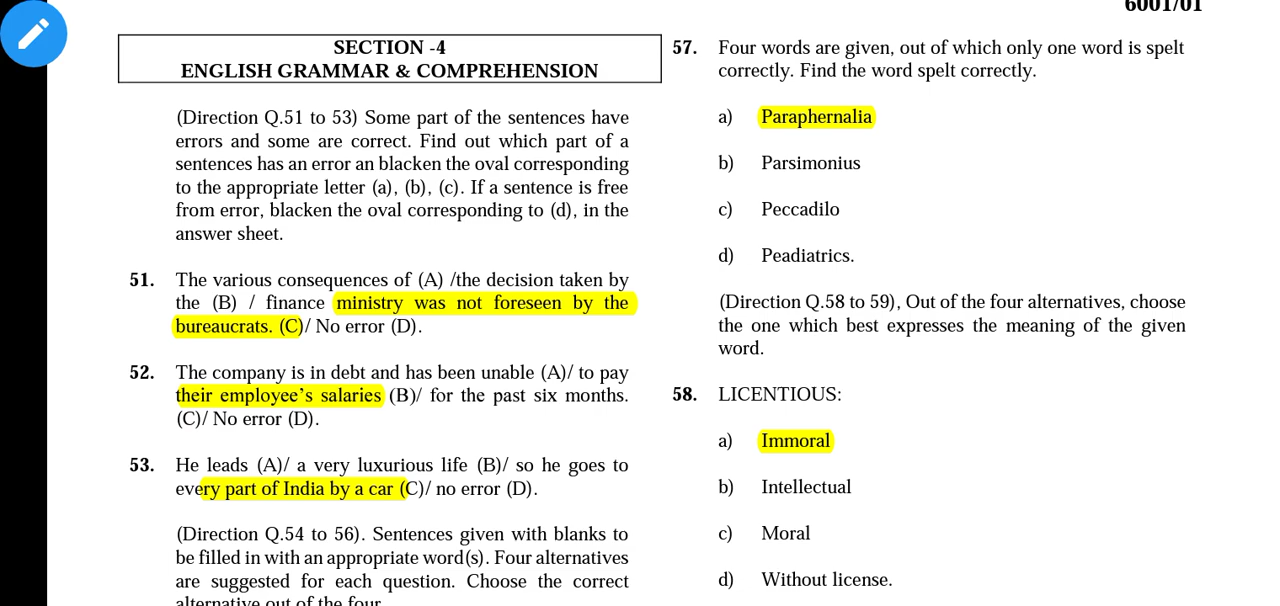 6001/01
SECTION -4
ENGLISH GRAMMAR & COMPREHENSION
(Direction Q.51 to 53) Some part of the sentences have
errors and some are correct. Find out which part of a
sentences has an error an blacken the oval corresponding
to the appropriate letter (a), (b), (c). If a sentence is free
from error, blacken the oval corresponding to (d), in the
answer sheet.
51. The various consequences of (A) /the decision taken by
the (B) / finance ministry was not foreseen by the
bureaucrats. (C)/ No error (D).
52. The company is in debt and has been unable (A)/ to pay
their employee's salaries (B)/ for the past six months.
(C)/ No error (D).
53. He leads (A)/ a very luxurious life (B)/ so he goes to
every part of India by a car (C)/ no error (D).
(Direction Q.54 to 56). Sentences given with blanks to
be filled in with an appropriate word(s). Four alternatives
are suggested for each question. Choose the correct
alternative out of the four.
57. Four words are given, out of which only one word is spelt
correctly. Find the word spelt correctly.
a) Paraphernalia
b) Parsimonius
c) Peccadilo
d) Peadiatrics.
(Direction Q.58 to 59), Out of the four alternatives, choose
the one which best expresses the meaning of the given
word.
58. LICENTIOUS:
a) Immoral
b) Intellectual
c) Moral
d) Without license.